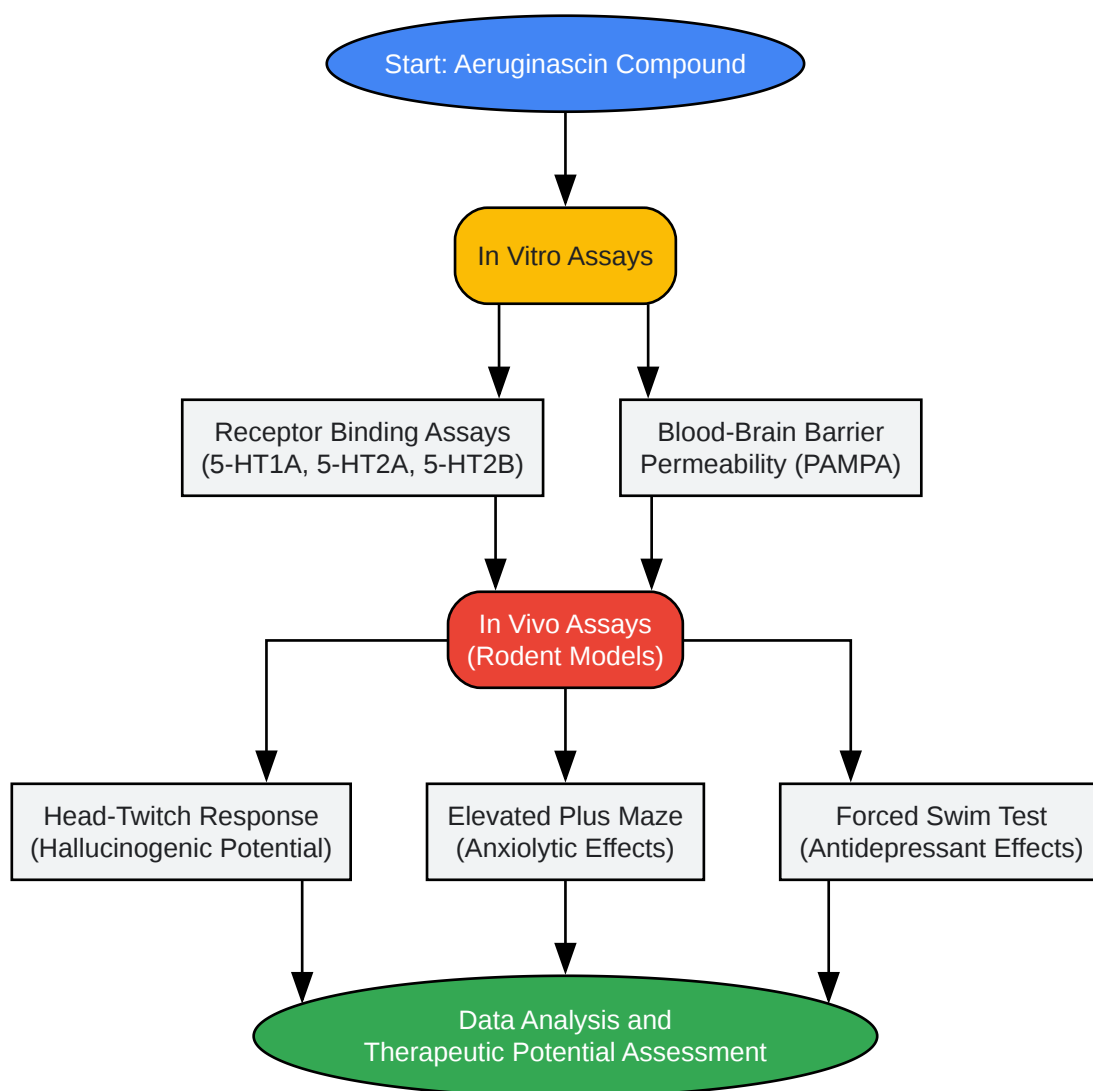 Start: Aeruginascin Compound
In Vitro Assays
Receptor Binding Assays
(5-HT1A, 5-HT2A, 5-HT2B)
Blood-Brain Barrier
Permeability (PAMPA)
In Vivo Assays
(Rodent Models)
Head-Twitch Response
(Hallucinogenic Potential)
Elevated Plus Maze
(Anxiolytic Effects)
Forced Swim Test
(Antidepressant Effects)
Data Analysis and
Therapeutic Potential Assessment